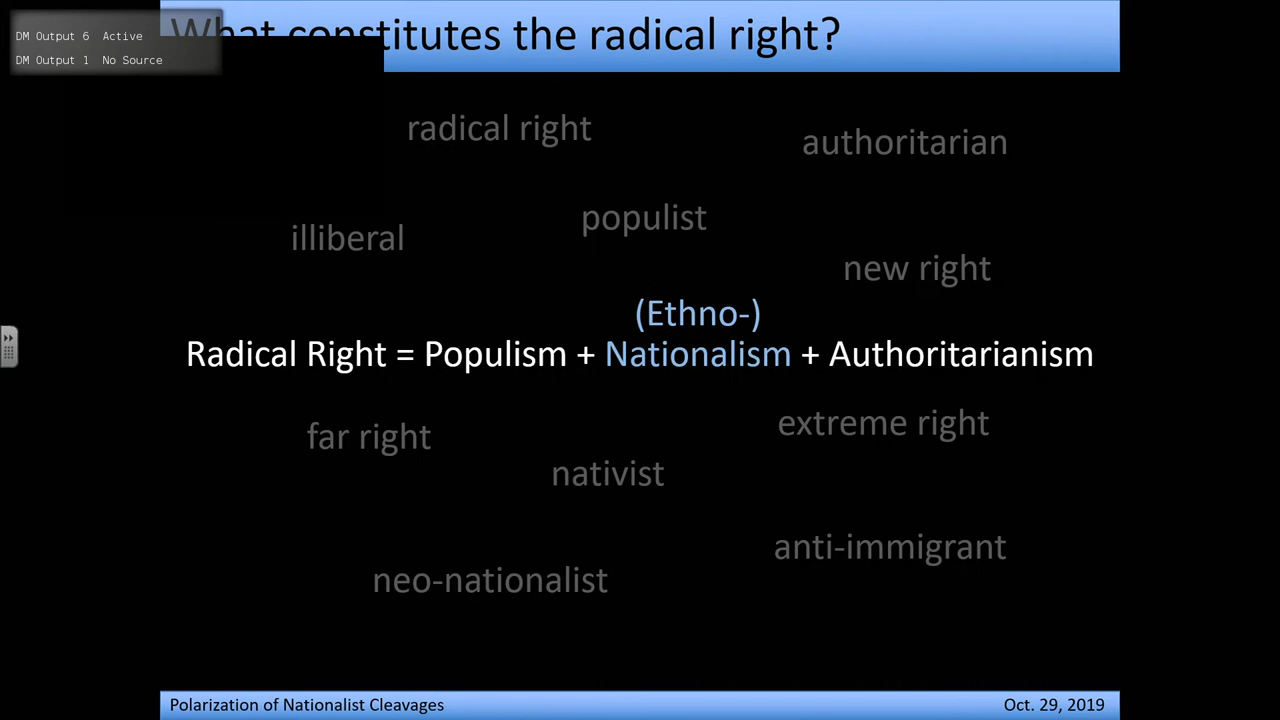 What constitutes the radical right?
DM Output 6 Active
DM Output 1 No Source
radical right
authoritarian
populist
illiberal
new right
(Ethno-)
Radical Right = Populism + Nationalism + Authoritarianism
far right
extreme right
nativist
anti-immigrant
neo-nationalist
Polarization of Nationalist Cleavages
Oct. 29, 2019